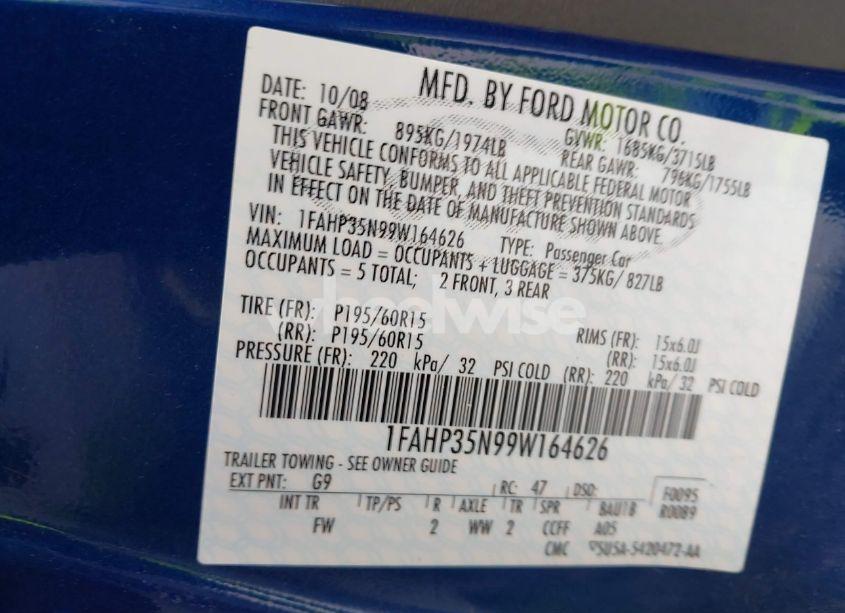 MFD. BY FORD MOTOR CO.
DATE: 10/08 GVWR: 1685KG/3715LB
FRONT GAWR: 895KG/1974LB REAR GAWR: 796KG/1755LB
THIS VEHICLE CONFORMS TO ALL APPLICABLE FEDERAL MOTOR
VEHICLE SAFETY, BUMPER, AND THEFT PREVENTION STANDARDS
IN EFFECT ON THE DATE OF MANUFACTURE SHOWN ABOVE.
VIN: 1FAHP35N99W164626 TYPE: Passenger Car
MAXIMUM LOAD = OCCUPANTS + LUGGAGE = 375KG/ 827LB
OCCUPANTS = 5 TOTAL; 2 FRONT, 3 REAR
wheelwise
TIRE (FR): P195/60R15 RIMS (FR): 15x6.0J
(RR): P195/60R15 (RR): 15x6.0J
PRESSURE (FR): 220 kPa/ 32 PSI COLD (RR): 220 kPa/ 32 PSI COLD
1FAHP35N99W164626
TRAILER TOWING - SEE OWNER GUIDE
EXT PNT: G9 RC: 47 DSO: F0095
R0089
INT TR TP/PS R AXLE TR SPR BAU1B
FW 2 WW 2 CCFF A05
CMC 5U5A-5420472-AA